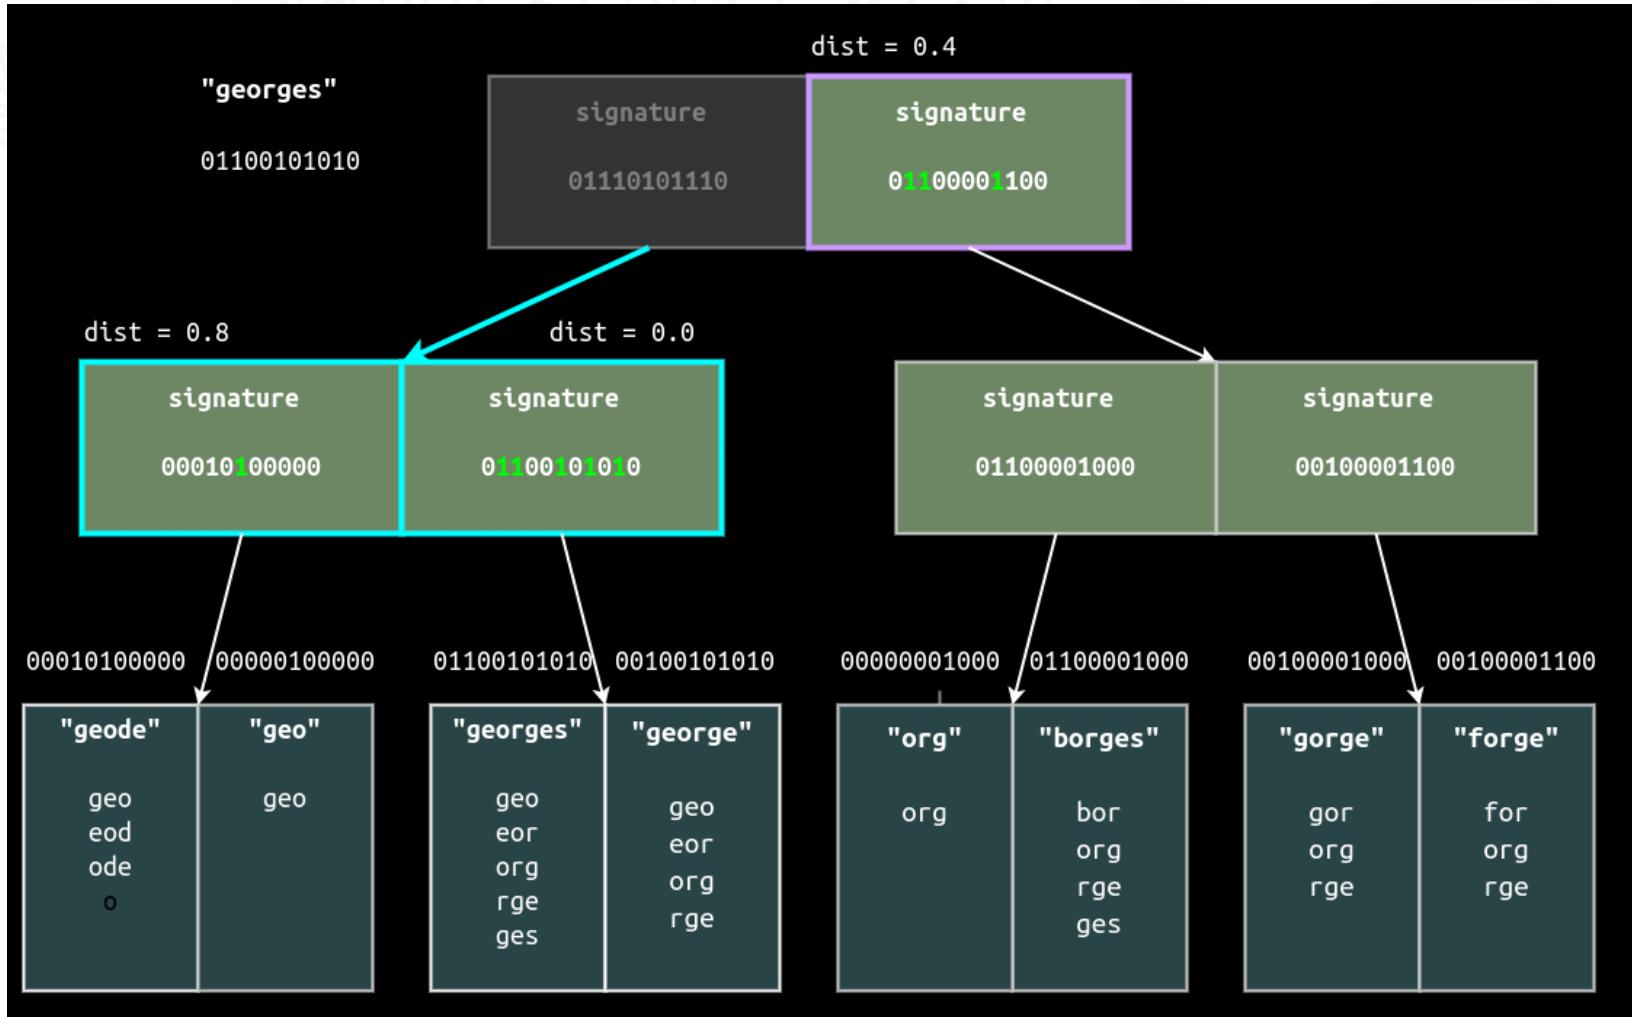 dist = 0.4
"georges"
01100101010
signature
01110101110
signature
01100001100
dist = 0.8
dist = 0.0
signature
00010100000
signature
01100101010
signature
01100001000
signature
00100001100
00010100000
00000100000
01100101010
00100101010
00000001000
01100001000
00100001000
00100001100
"geode"
geo
eod
ode
o
"geo"
geo
"georges"
geo
eor
org
rge
ges
"george"
geo
eor
org
rge
"org"
org
"borges"
bor
org
rge
ges
"gorge"
gor
org
rge
"forge"
for
org
rge